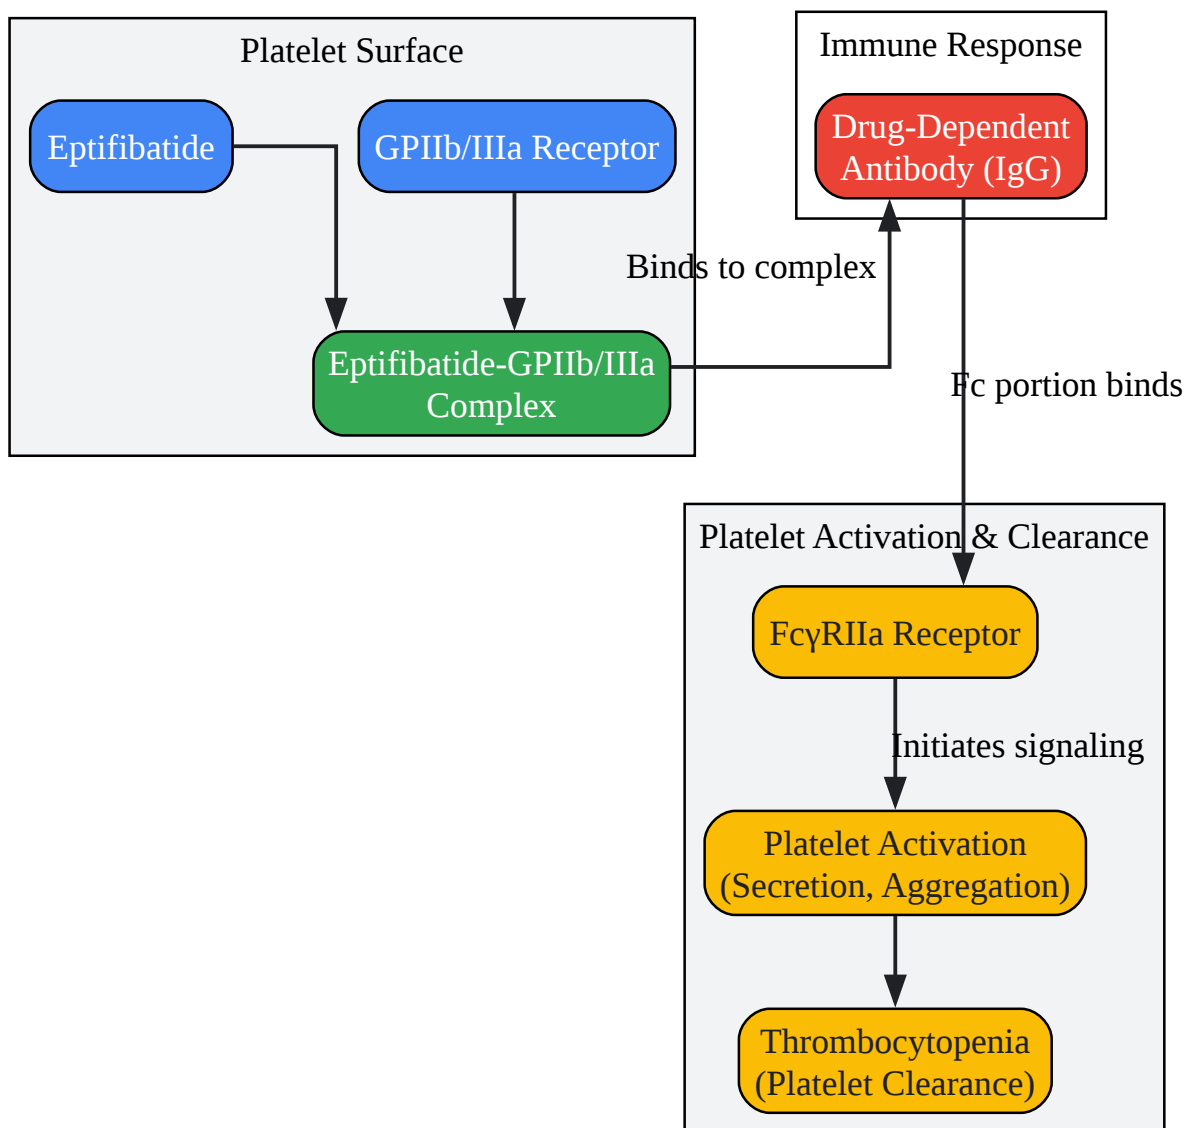 Platelet Surface
Eptifibatide
GPIIb/IIIa Receptor
Eptifibatide-GPIIb/IIIa
Complex
Immune Response
Drug-Dependent
Antibody (IgG)
Binds to complex
Fc portion binds
Platelet Activation & Clearance
FcγRIIa Receptor
Initiates signaling
Platelet Activation
(Secretion, Aggregation)
Thrombocytopenia
(Platelet Clearance)